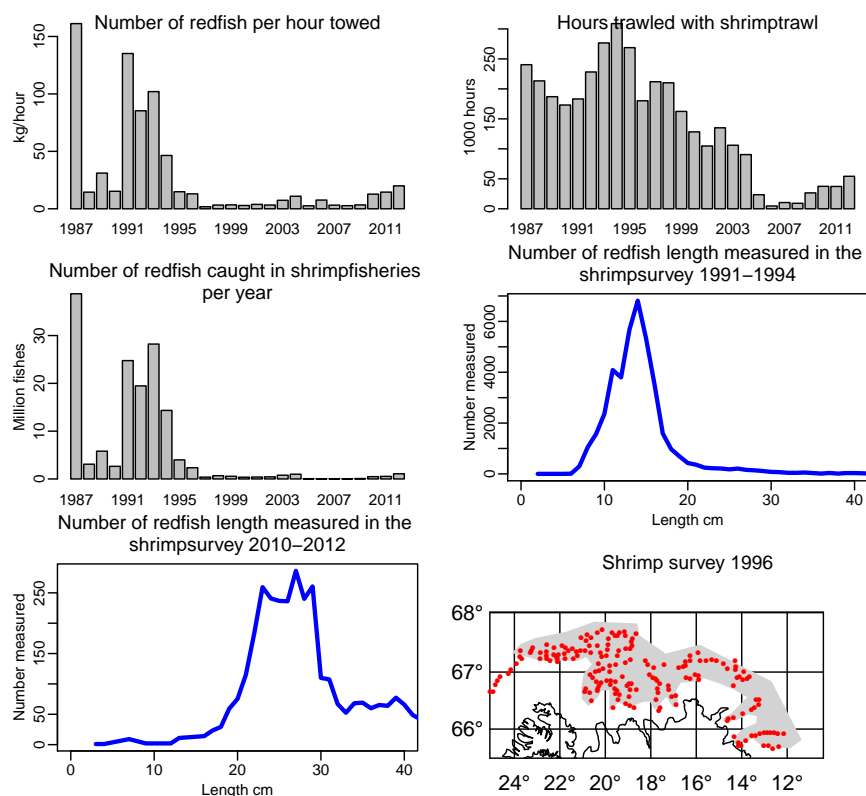 Number of redfish per hour towed
kg/hour
150
100
50
0
1987 1991 1995 1999 2003 2007 2011
Hours trawled with shrimptrawl
1000 hours
250
150
50
0
1987 1991 1995 1999 2003 2007 2011
Number of redfish caught in shrimpfisheries
per year
Million fishes
30
20
10
0
1987 1991 1995 1999 2003 2007 2011
Number of redfish length measured in the
shrimpsurvey 1991−1994
Number measured
6000
4000
2000
0
0 10 20 30 40
Length cm
Number of redfish length measured in the
shrimpsurvey 2010−2012
Number measured
250
150
50
0
0 10 20 30 40
Length cm
Shrimp survey 1996
68°
67°
66°
24° 22° 20° 18° 16° 14° 12°